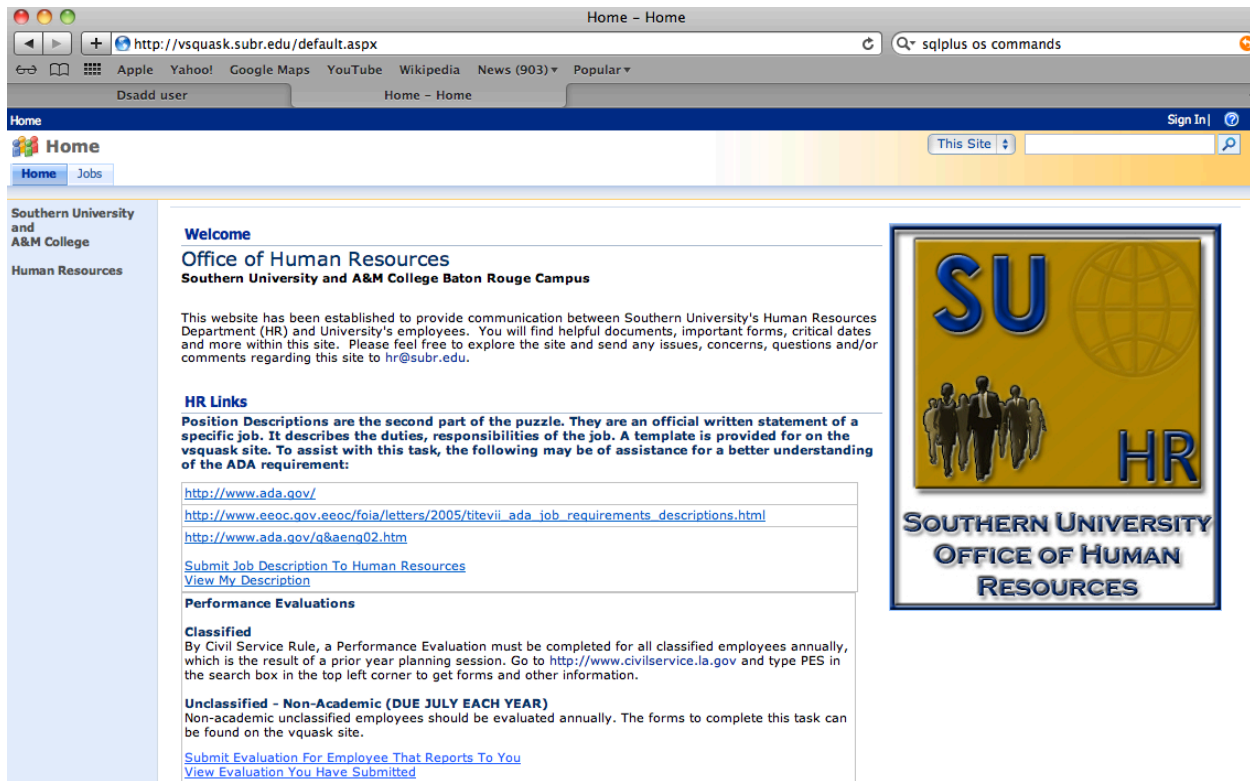 Home – Home
http://vsquask.subr.edu/default.aspx
sqlplus os commands
Apple Yahoo! Google Maps YouTube Wikipedia News (903) Popular
Dsadd user
Home – Home
Home
Sign In|
Home
This Site
Home Jobs
Southern University
and
A&M College
Human Resources
Welcome
Office of Human Resources
Southern University and A&M College Baton Rouge Campus
This website has been established to provide communication between Southern University's Human Resources
Department (HR) and University's employees. You will find helpful documents, important forms, critical dates
and more within this site. Please feel free to explore the site and send any issues, concerns, questions and/or
comments regarding this site to hr@subr.edu.
HR Links
Position Descriptions are the second part of the puzzle. They are an official written statement of a
specific job. It describes the duties, responsibilities of the job. A template is provided for on the
vsquask site. To assist with this task, the following may be of assistance for a better understanding
of the ADA requirement:
http://www.ada.gov/
http://www.eeoc.gov.eeoc/foia/letters/2005/titevii_ada_job_requirements_descriptions.html
http://www.ada.gov/q&aeng02.htm
Submit Job Description To Human Resources
View My Description
Performance Evaluations
Classified
By Civil Service Rule, a Performance Evaluation must be completed for all classified employees annually,
which is the result of a prior year planning session. Go to http://www.civilservice.la.gov and type PES in
the search box in the top left corner to get forms and other information.
Unclassified - Non-Academic (DUE JULY EACH YEAR)
Non-academic unclassified employees should be evaluated annually. The forms to complete this task can
be found on the vquask site.
Submit Evaluation For Employee That Reports To You
View Evaluation You Have Submitted
SU
HR
SOUTHERN UNIVERSITY
OFFICE OF HUMAN
RESOURCES